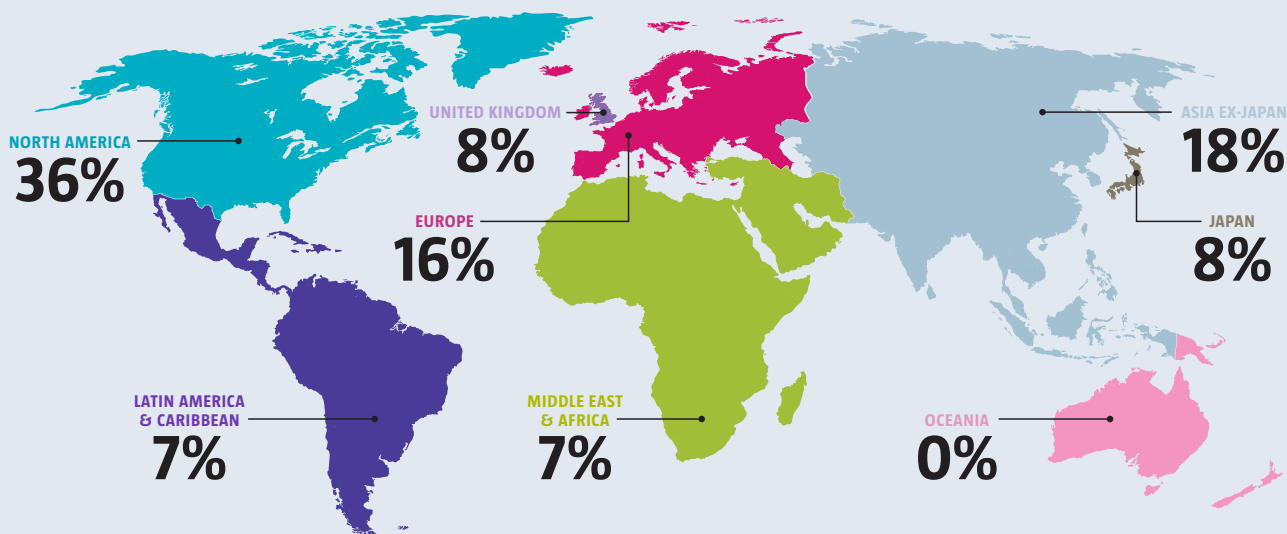 NORTH AMERICA
36%
UNITED KINGDOM
8%
EUROPE
16%
ASIA EX-JAPAN
18%
JAPAN
8%
LATIN AMERICA
& CARIBBEAN
7%
MIDDLE EAST
& AFRICA
7%
OCEANIA
0%